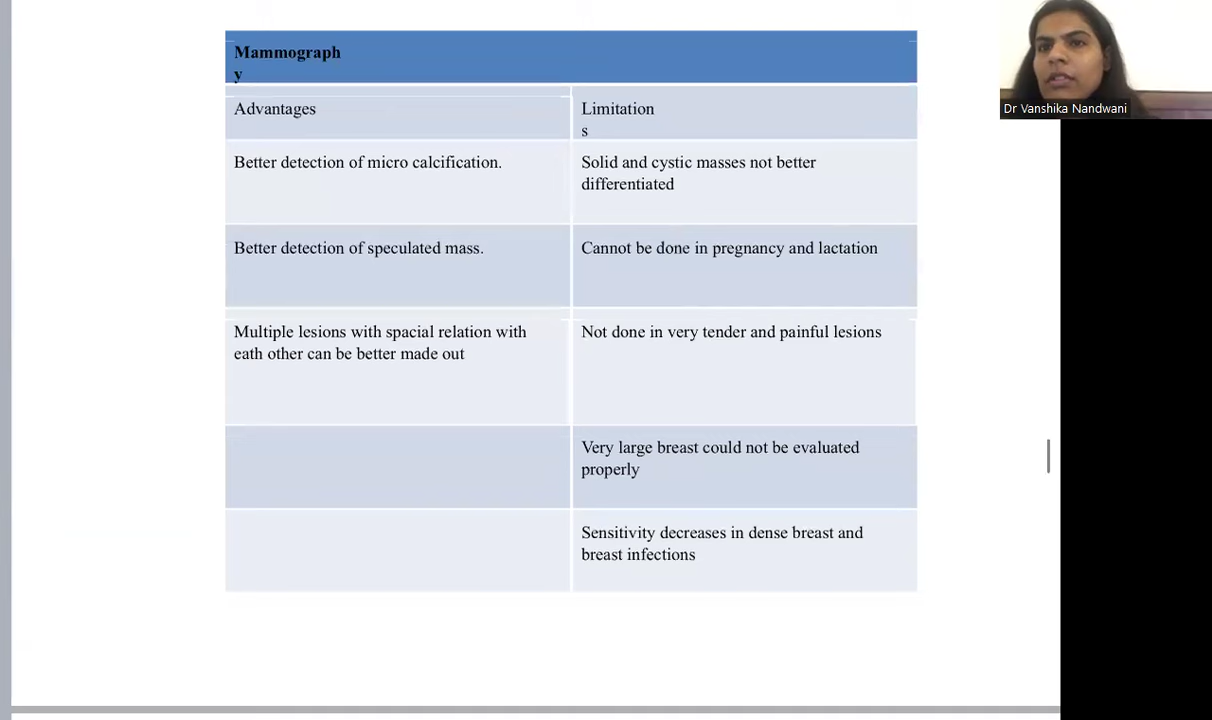 Mammograph
y
Advantages
Limitation
s
Better detection of micro calcification.
Solid and cystic masses not better
differentiated
Better detection of speculated mass.
Cannot be done in pregnancy and lactation
Multiple lesions with spacial relation with
eath other can be better made out
Not done in very tender and painful lesions
Very large breast could not be evaluated
properly
Sensitivity decreases in dense breast and
breast infections
Dr Vanshika Nandwani